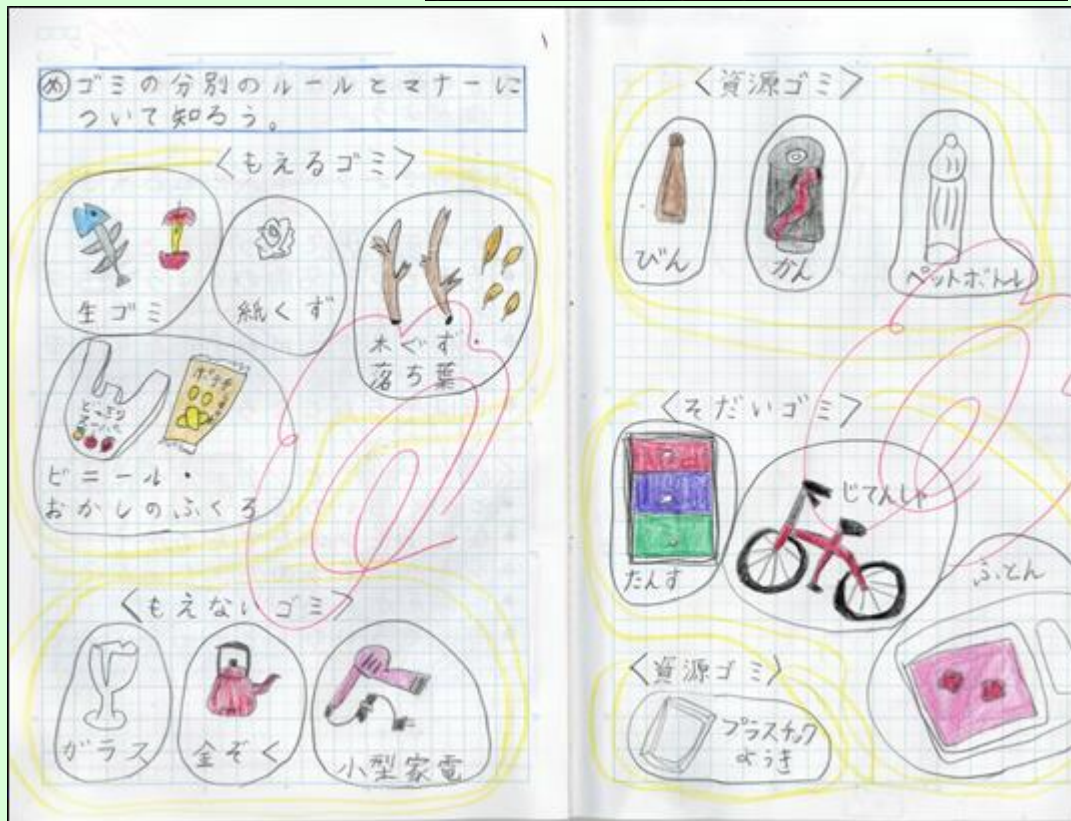 め ゴミの分別のルールとマナーに
ついて知ろう。
〈もえるゴミ〉
生ゴミ
紙くず
木くず・
落ち葉
ポテチ
ビニール・
おかしのふくろ
〈もえないゴミ〉
ガラス
金ぞく
小型家電
〈資源ゴミ〉
びん
かん
ペットボトル
〈そだいゴミ〉
たんす
じてんしゃ
ふとん
〈資源ゴミ〉
プラスチック
ようき